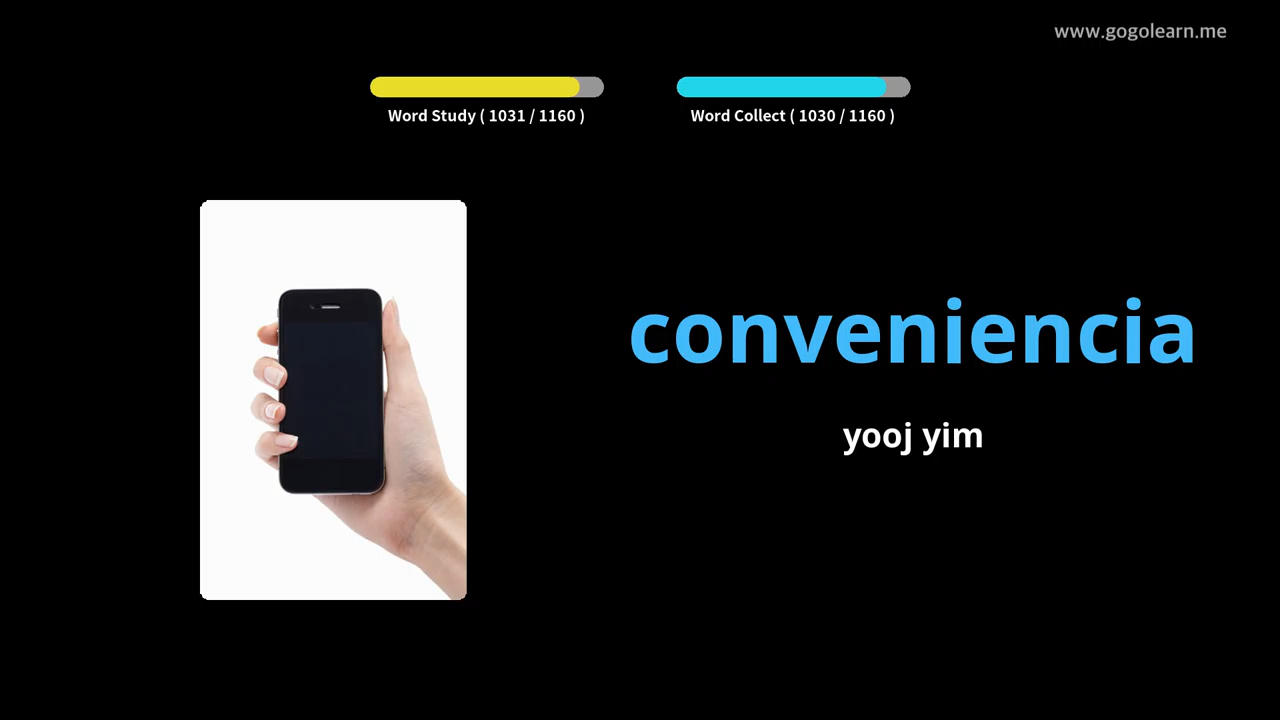 www.gogolearn.me
Word Study ( 1031 / 1160 )
Word Collect ( 1030 / 1160 )
conveniencia
yooj yim